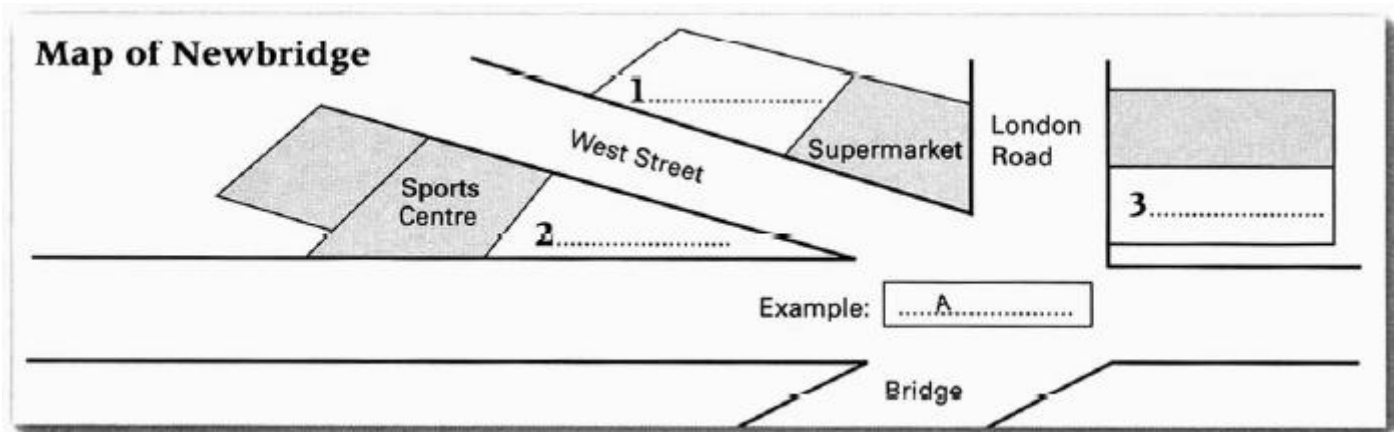 Map of Newbridge
1..............................
West Street
Supermarket
London
Road
Sports
Centre
2..............................
3..............................
Example:
.....A....................
Bridge